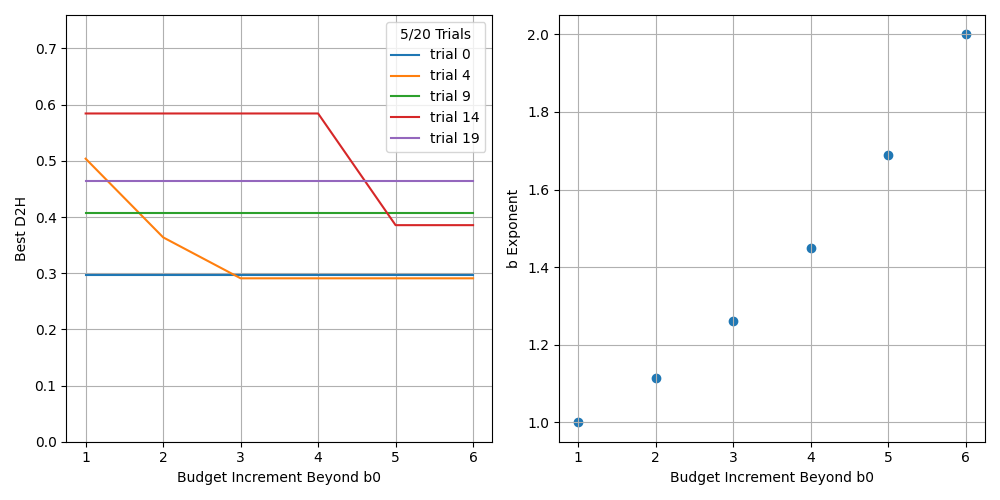 0.7
0.6
0.5
0.4
0.3
0.2
0.1
0.0
Best D2H
1 2 3 4 5 6
Budget Increment Beyond b0
5/20 Trials
trial 0
trial 4
trial 9
trial 14
trial 19
2.0
1.8
1.6
1.4
1.2
1.0
b Exponent
1 2 3 4 5 6
Budget Increment Beyond b0